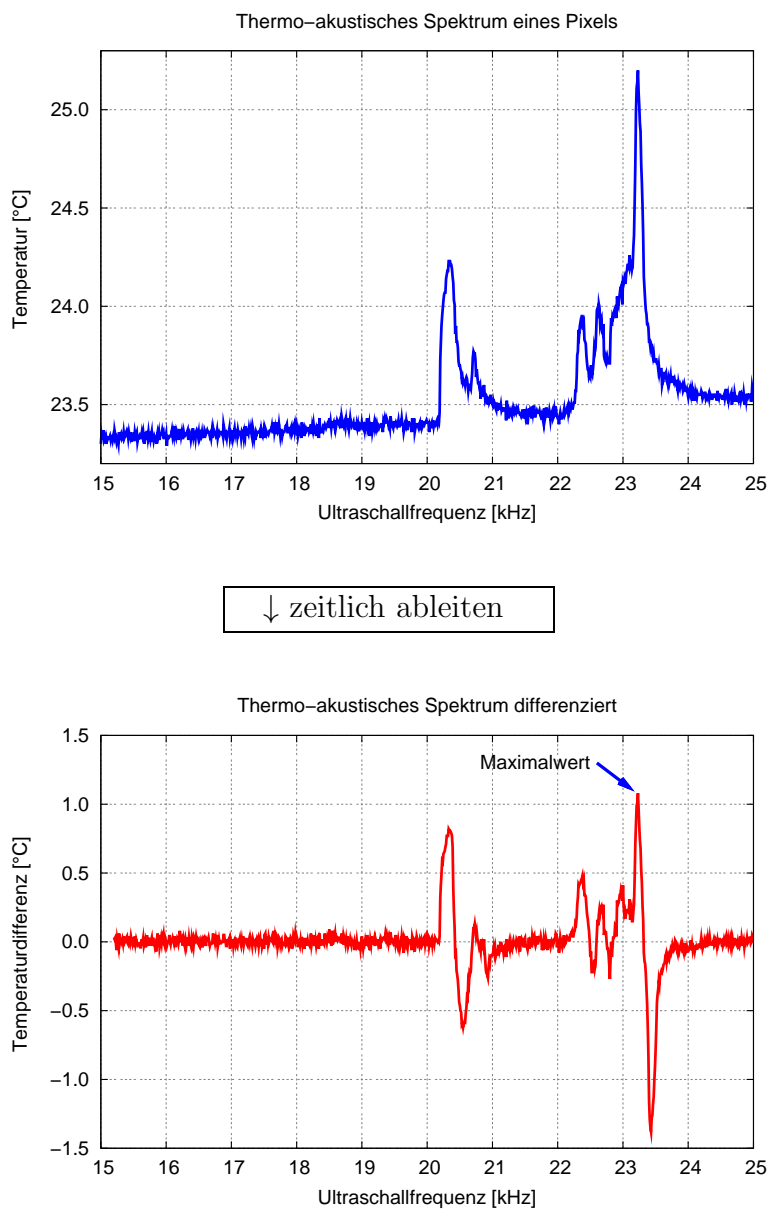 Thermo−akustisches Spektrum eines Pixels
25.0
24.5
24.0
23.5
Temperatur [°C]
15 16 17 18 19 20 21 22 23 24 25
Ultraschallfrequenz [kHz]
↓ zeitlich ableiten
Thermo−akustisches Spektrum differenziert
1.5
Maximalwert
1.0
0.5
0.0
−0.5
−1.0
−1.5
Temperaturdifferenz [°C]
15 16 17 18 19 20 21 22 23 24 25
Ultraschallfrequenz [kHz]